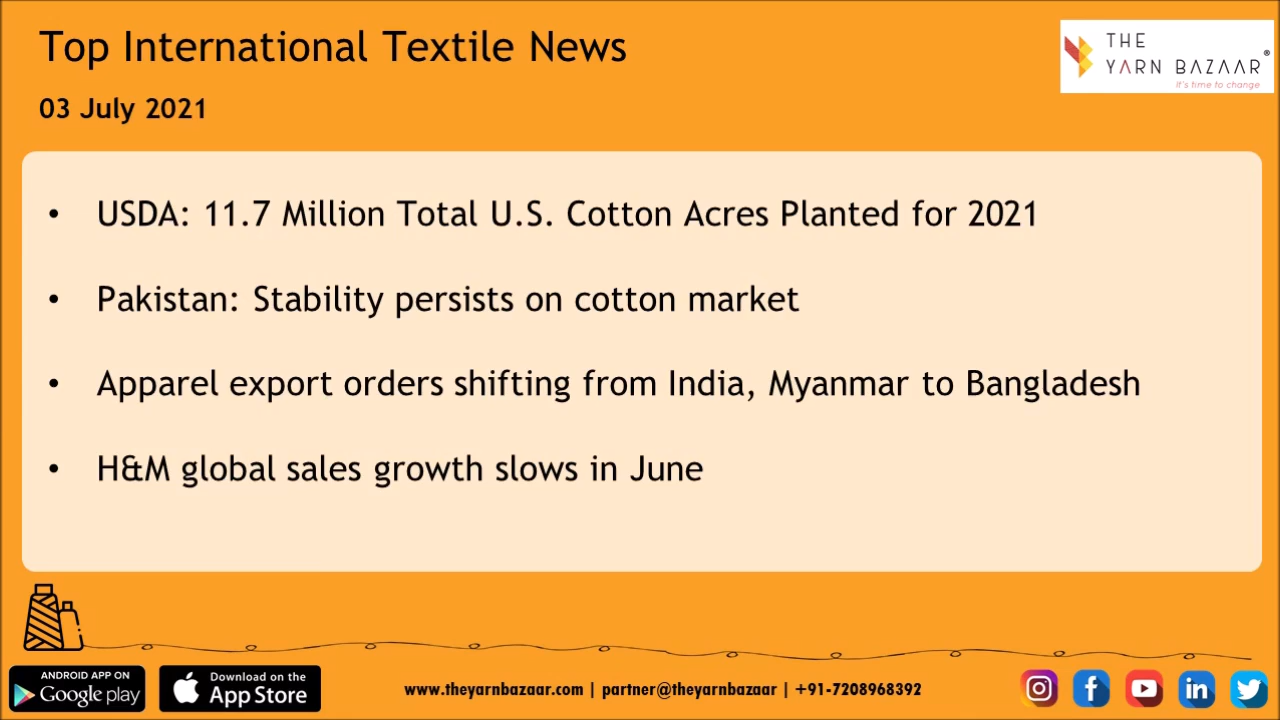 Top International Textile News
03 July 2021
THE
YARN BAZAAR®
it's time to change
• USDA: 11.7 Million Total U.S. Cotton Acres Planted for 2021
• Pakistan: Stability persists on cotton market
• Apparel export orders shifting from India, Myanmar to Bangladesh
• H&M global sales growth slows in June
ANDROID APP ON
Google play
Download on the
App Store
www.theyarnbazaar.com | partner@theyarnbazaar | +91-7208968392